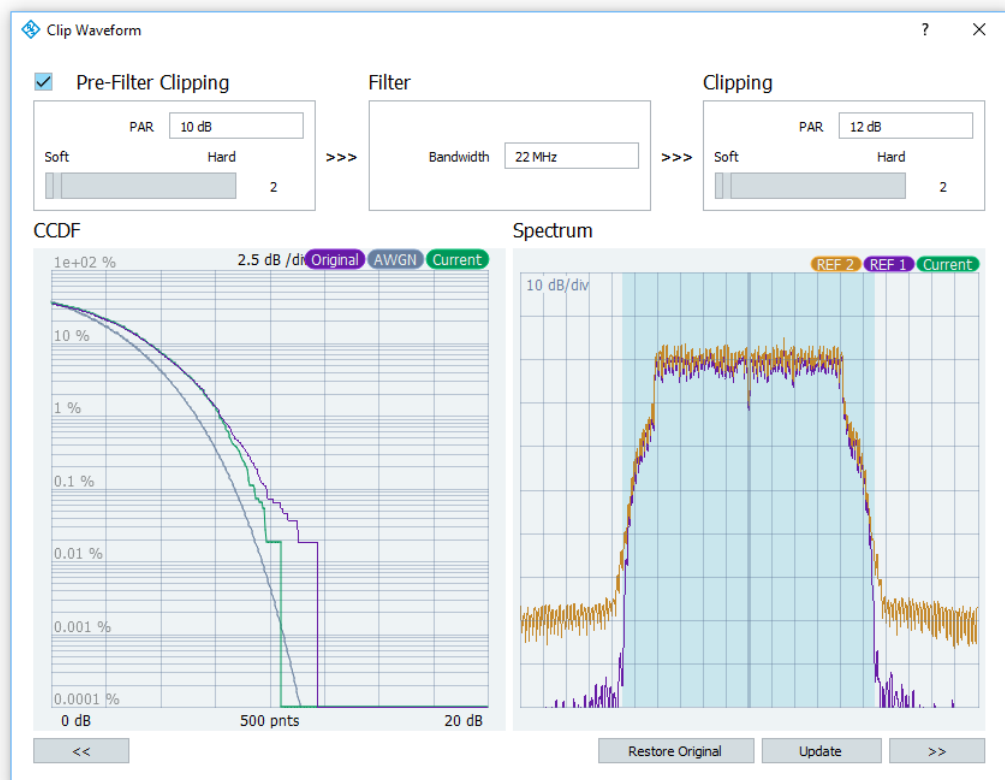 Clip Waveform ?
Pre-Filter Clipping
PAR 10 dB
Soft Hard
2
>>>
Filter
Bandwidth 22 MHz
>>>
Clipping
PAR 12 dB
Soft Hard
2
CCDF
1e+02 % 2.5 dB /di Original AWGN Current
10 %
1 %
0.1 %
0.01 %
0.001 %
0.0001 %
0 dB 500 pnts 20 dB
Spectrum
REF 2 REF 1 Current
10 dB/div
<< Restore Original Update >>